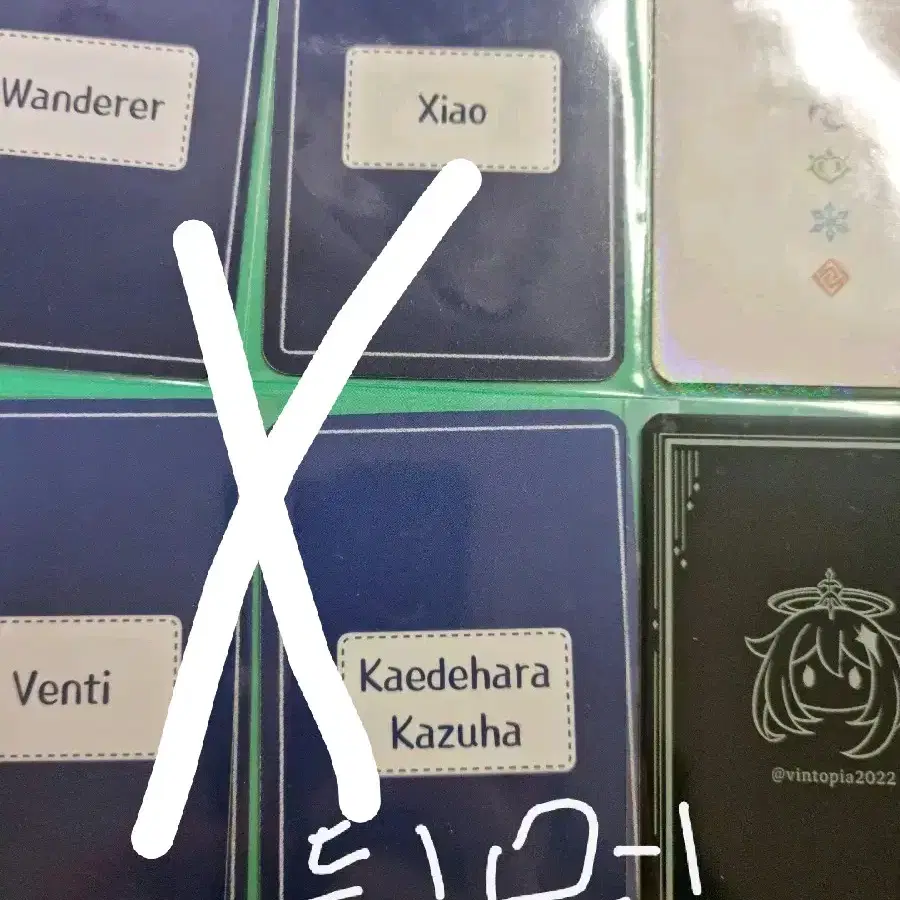 Wanderer
Xiao
Venti
Kaedehara
Kazuha
@vintopia2022